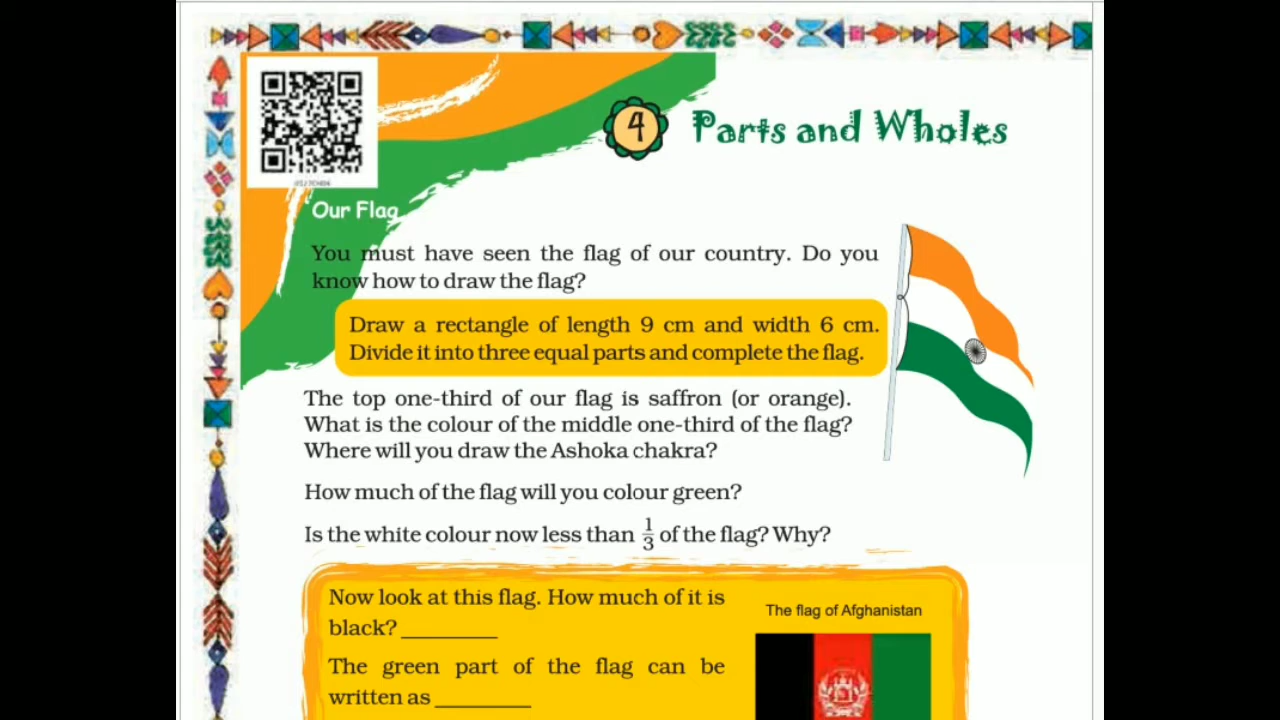 4 Parts and Wholes
0527CH04
Our Flag
You must have seen the flag of our country. Do you
know how to draw the flag?
Draw a rectangle of length 9 cm and width 6 cm.
Divide it into three equal parts and complete the flag.
The top one-third of our flag is saffron (or orange).
What is the colour of the middle one-third of the flag?
Where will you draw the Ashoka chakra?
How much of the flag will you colour green?
Is the white colour now less than 1/3 of the flag? Why?
Now look at this flag. How much of it is
black? ________
The green part of the flag can be
written as ________
The flag of Afghanistan